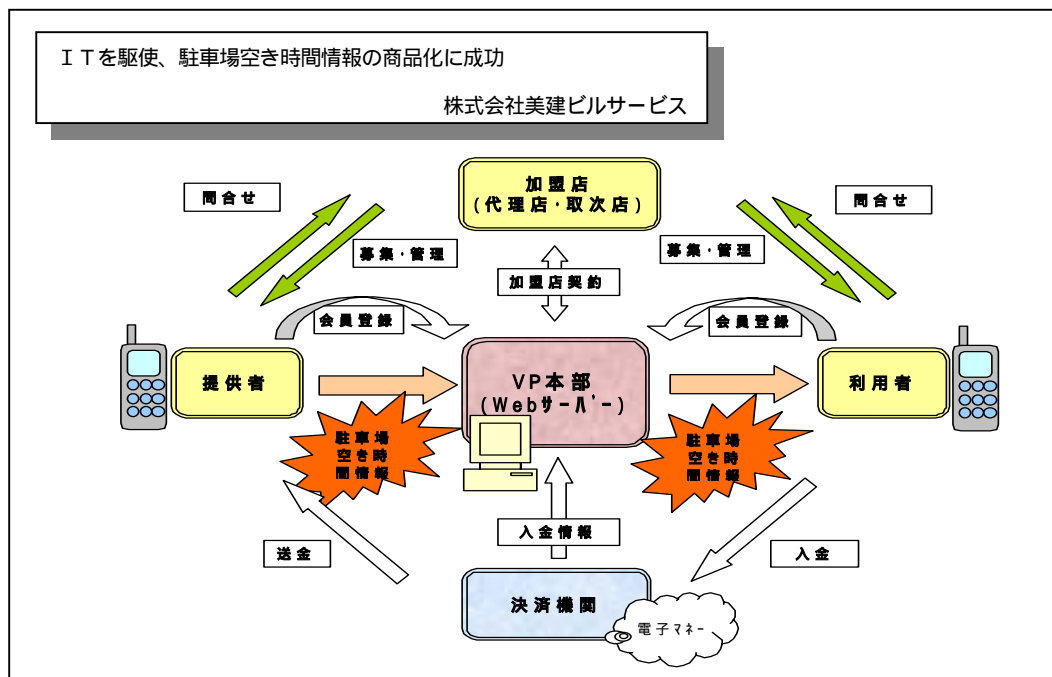 ＩＴを駆使、駐車場空き時間情報の商品化に成功
株式会社美建ビルサービス
加盟店
(代理店・取次店)
問合せ
問合せ
募集・管理
募集・管理
加盟店契約
会員登録
会員登録
提供者
VP本部
(Webｻｰﾊﾞｰ)
利用者
駐車場
空き時
間情報
駐車場
空き時
間情報
入金情報
送金
入金
決済機関
電子ﾏﾈｰ